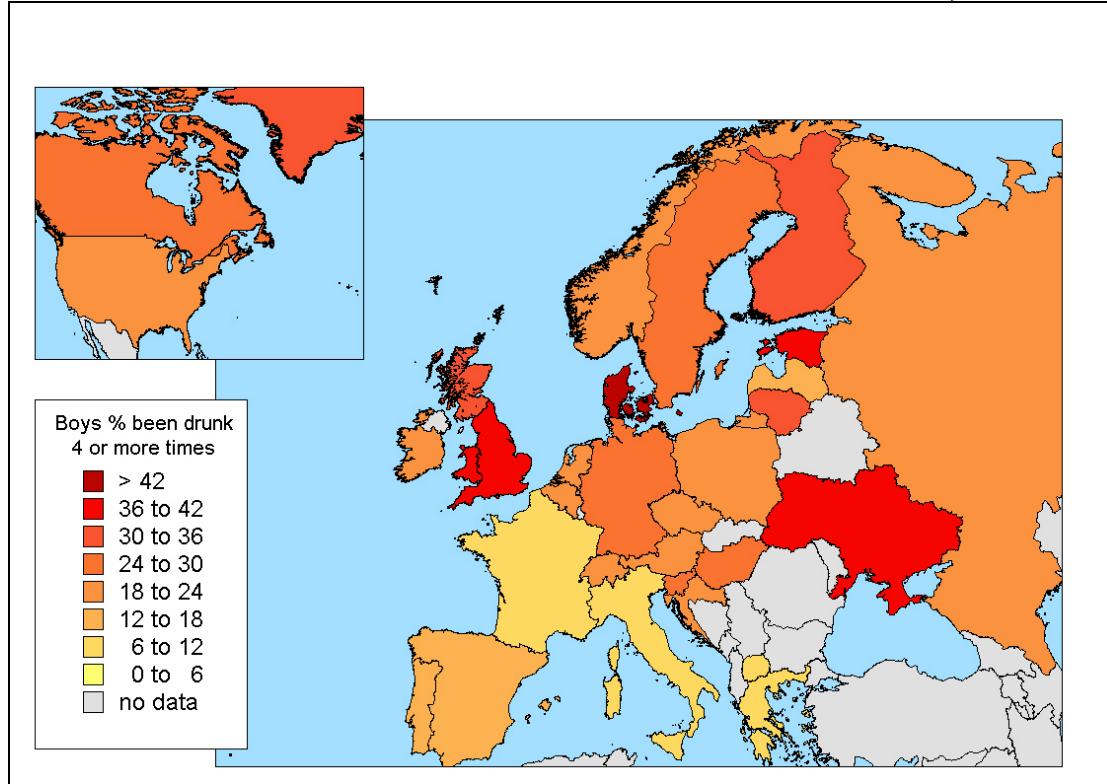 Boys % been drunk
4 or more times
> 42
36 to 42
30 to 36
24 to 30
18 to 24
12 to 18
6 to 12
0 to 6
no data